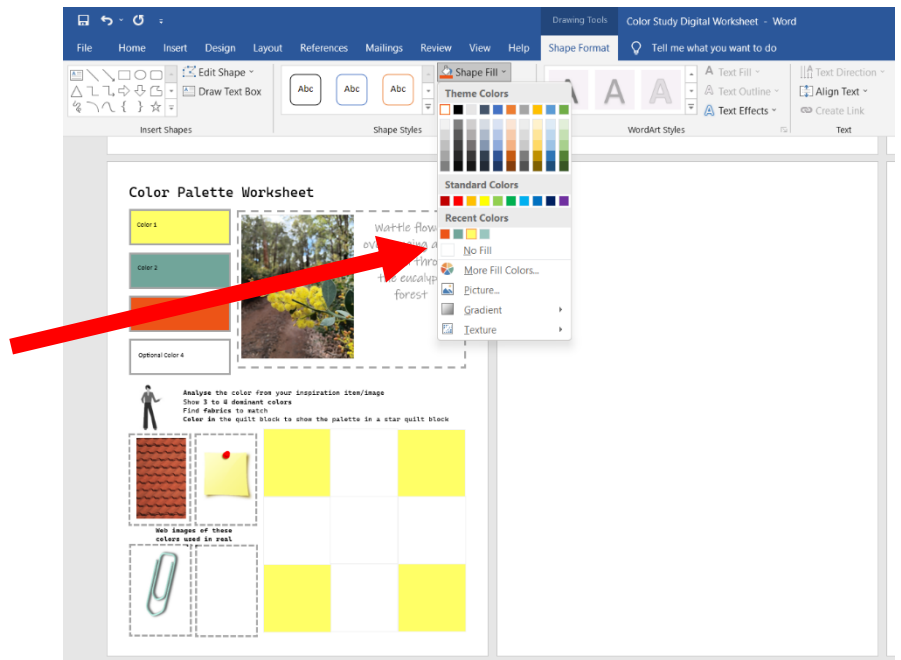 Drawing Tools Color Study Digital Worksheet - Word
File Home Insert Design Layout References Mailings Review View Help Shape Format Tell me what you want to do
Edit Shape
Draw Text Box
Insert Shapes
Abc Abc Abc
Shape Styles
Shape Fill
Theme Colors
Standard Colors
Recent Colors
No Fill
More Fill Colors...
Picture...
Gradient
Texture
A A A
WordArt Styles
Text Fill
Text Outline
Text Effects
Text Direction
Align Text
Create Link
Text
Color Palette Worksheet
Color 1
Color 2
Optional Color 4
Wattle
forest
Analyse the color from your inspiration item/image
Show 3 to 4 dominant colors
Find fabrics to match
Color in the quilt block to show the palette in a star quilt block
Web images of these
colors used in real